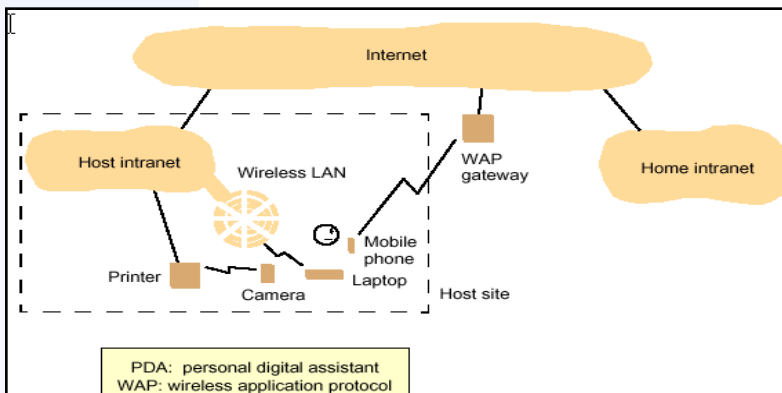 Internet
Host intranet
Wireless LAN
WAP
gateway
Home intranet
Mobile
phone
Printer
Camera
Laptop
Host site
PDA: personal digital assistant
WAP: wireless application protocol